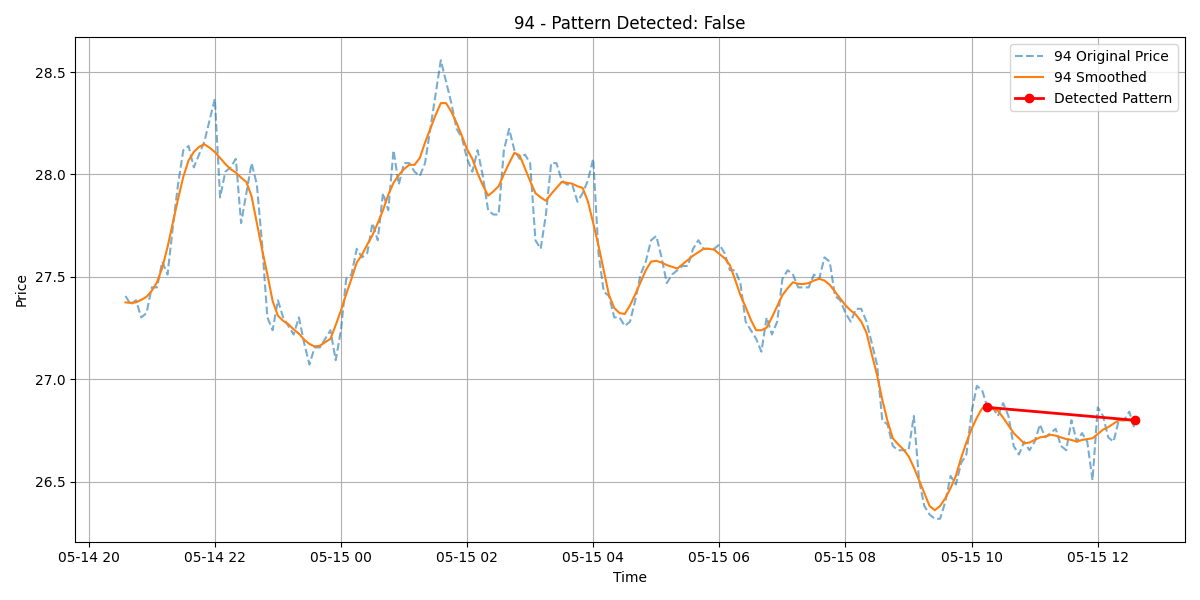 94 - Pattern Detected: False
94 Original Price
94 Smoothed
Detected Pattern
Price
28.5
28.0
27.5
27.0
26.5
05-14 20 05-14 22 05-15 00 05-15 02 05-15 04 05-15 06 05-15 08 05-15 10 05-15 12
Time